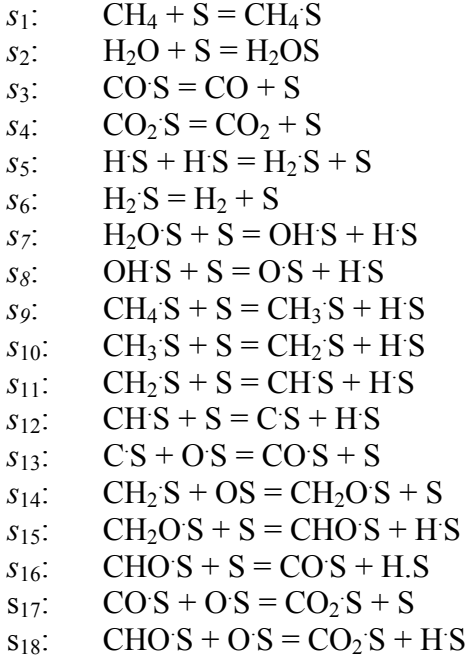 s₁: CH₄ + S = CH₄·S
s₂: H₂O + S = H₂OS
s₃: CO·S = CO + S
s₄: CO₂·S = CO₂ + S
s₅: H·S + H·S = H₂·S + S
s₆: H₂·S = H₂ + S
s₇: H₂O·S + S = OH·S + H·S
s₈: OH·S + S = O·S + H·S
s₉: CH₄·S + S = CH₃·S + H·S
s₁₀: CH₃·S + S = CH₂·S + H·S
s₁₁: CH₂·S + S = CH·S + H·S
s₁₂: CH·S + S = C·S + H·S
s₁₃: C·S + O·S = CO·S + S
s₁₄: CH₂·S + OS = CH₂O·S + S
s₁₅: CH₂O·S + S = CHO·S + H·S
s₁₆: CHO·S + S = CO·S + H.S
s₁₇: CO·S + O·S = CO₂·S + S
s₁₈: CHO·S + O·S = CO₂·S + H·S